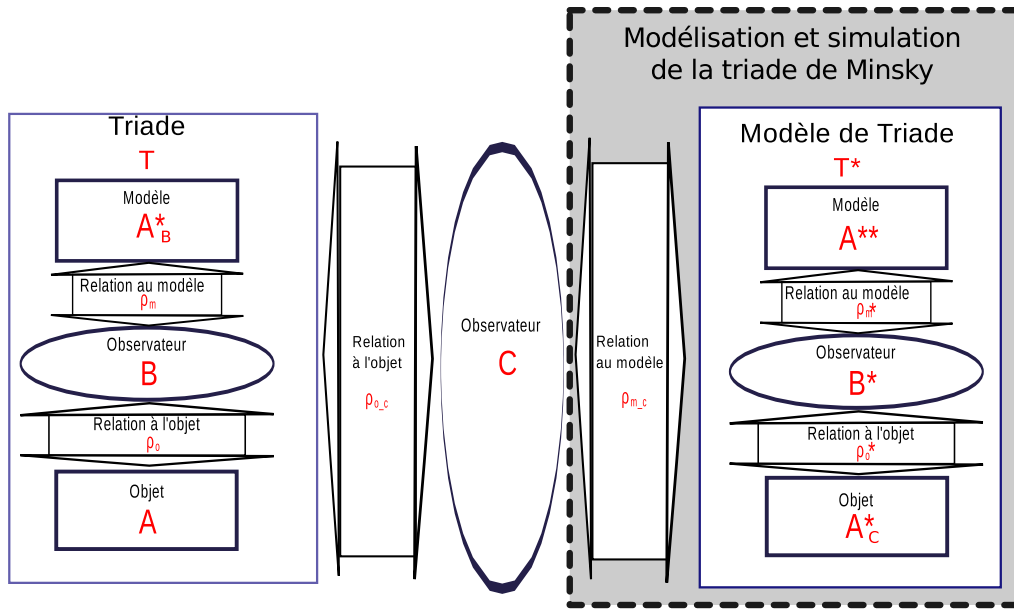 Modélisation et simulation
de la triade de Minsky
Triade
T
Modèle
A*B
Relation au modèle
ρm
Observateur
B
Relation à l'objet
ρo
Objet
A
Relation
à l'objet
ρo_c
Observateur
C
Relation
au modèle
ρm_c
Modèle de Triade
T*
Modèle
A**
Relation au modèle
ρm*
Observateur
B*
Relation à l'objet
ρo*
Objet
A*C